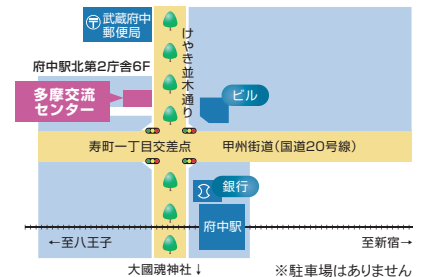 〒武蔵府中
郵便局
けやき並木通り
府中駅北第2庁舎6F
多摩交流
センター
ビル
寿町一丁目交差点
甲州街道(国道20号線)
銀行
府中駅
←至八王子
至新宿→
大國魂神社↓
※駐車場はありません